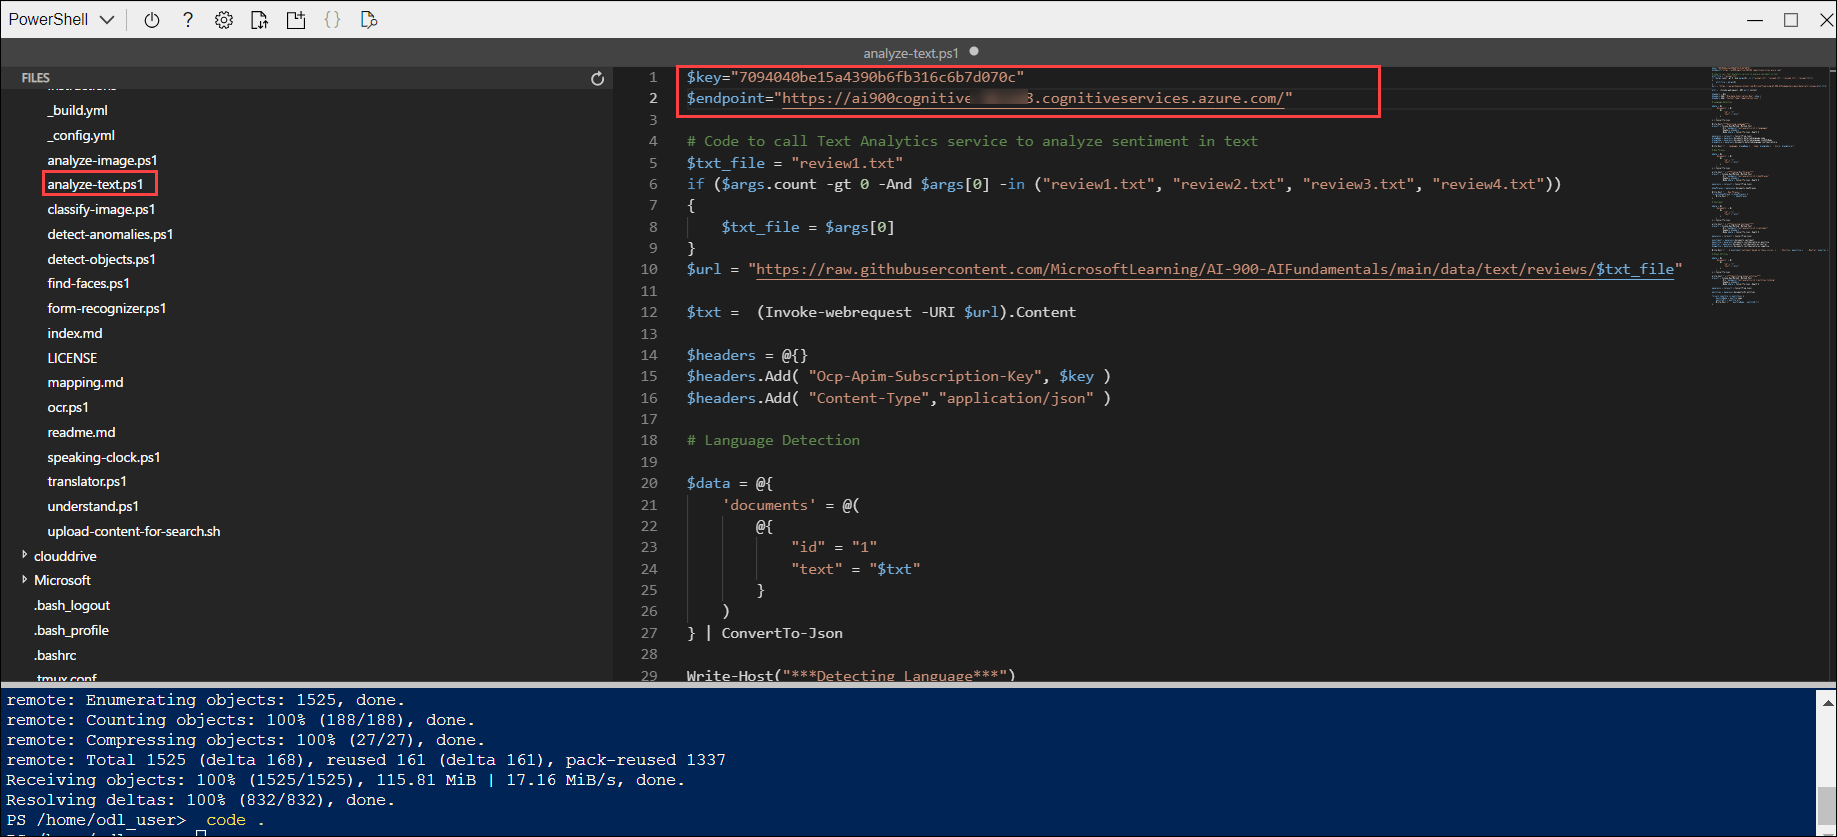 PowerShell
analyze-text.ps1
FILES
_build.yml
_config.yml
analyze-image.ps1
analyze-text.ps1
classify-image.ps1
detect-anomalies.ps1
detect-objects.ps1
find-faces.ps1
form-recognizer.ps1
index.md
LICENSE
mapping.md
ocr.ps1
readme.md
speaking-clock.ps1
translator.ps1
understand.ps1
upload-content-for-search.sh
clouddrive
Microsoft
.bash_logout
.bash_profile
.bashrc
.tmux.conf
1 $key="7094040be15a4390b6fb316c6b7d070c"
2 $endpoint="https://ai900cognitive 8.cognitiveservices.azure.com/"
3
4 # Code to call Text Analytics service to analyze sentiment in text
5 $txt_file = "review1.txt"
6 if ($args.count -gt 0 -And $args[0] -in ("review1.txt", "review2.txt", "review3.txt", "review4.txt"))
7 {
8 $txt_file = $args[0]
9 }
10 $url = "https://raw.githubusercontent.com/MicrosoftLearning/AI-900-AIFundamentals/main/data/text/reviews/$txt_file"
11
12 $txt = (Invoke-webrequest -URI $url).Content
13
14 $headers = @{}
15 $headers.Add( "Ocp-Apim-Subscription-Key", $key )
16 $headers.Add( "Content-Type","application/json" )
17
18 # Language Detection
19
20 $data = @{
21 'documents' = @(
22 @{
23 "id" = "1"
24 "text" = "$txt"
25 }
26 )
27 } | ConvertTo-Json
28
29 Write-Host("***Detecting Language***")
remote: Enumerating objects: 1525, done.
remote: Counting objects: 100% (188/188), done.
remote: Compressing objects: 100% (27/27), done.
remote: Total 1525 (delta 168), reused 161 (delta 161), pack-reused 1337
Receiving objects: 100% (1525/1525), 115.81 MiB | 17.16 MiB/s, done.
Resolving deltas: 100% (832/832), done.
PS /home/odl_user> code .